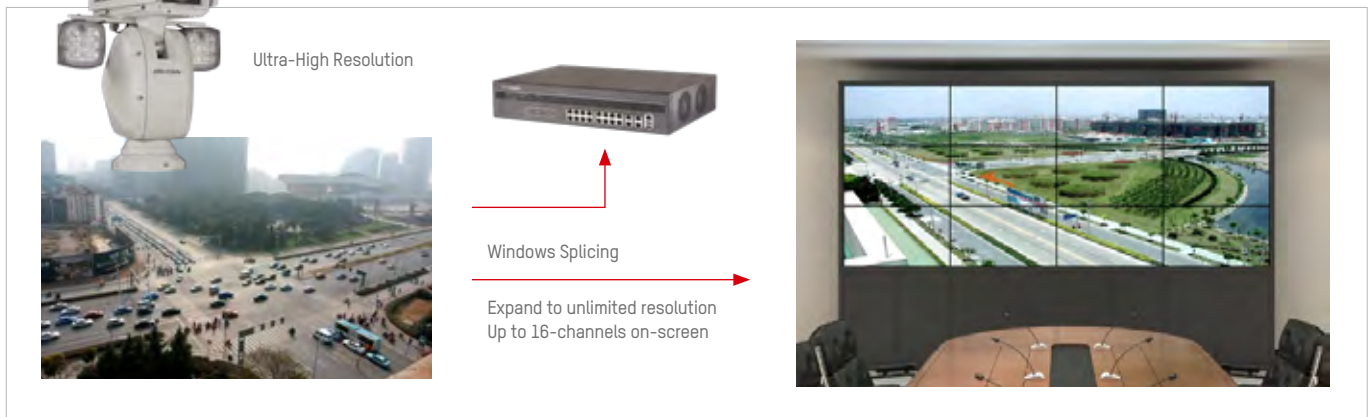 Ultra-High Resolution
Windows Splicing
Expand to unlimited resolution
Up to 16-channels on-screen